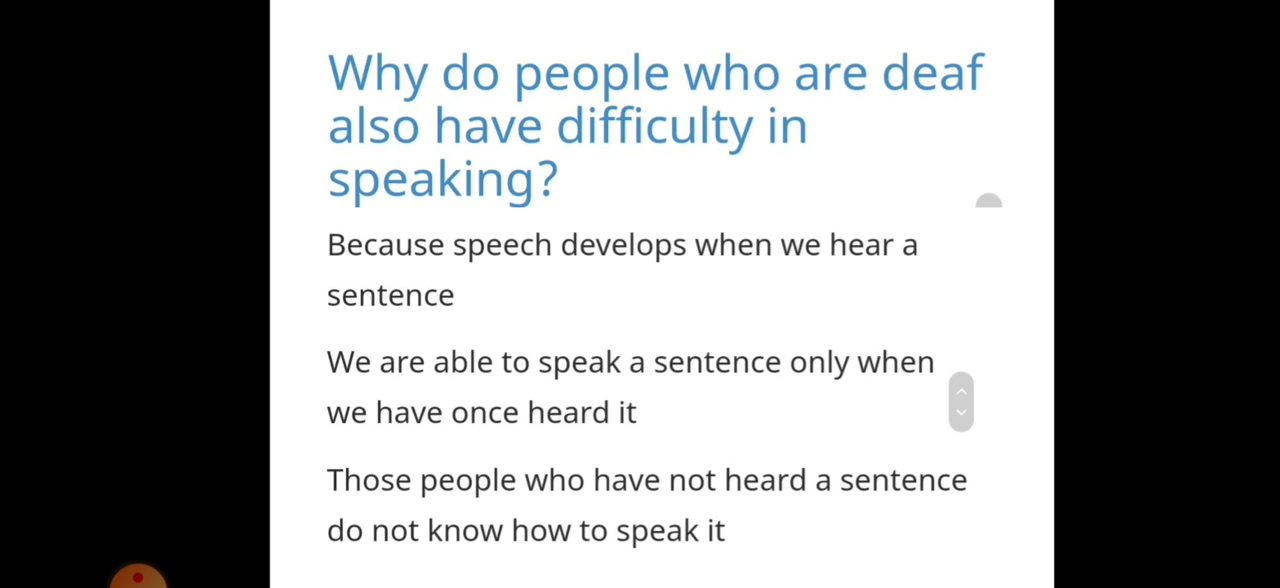 Why do people who are deaf
also have difficulty in
speaking?
Because speech develops when we hear a
sentence
We are able to speak a sentence only when
we have once heard it
Those people who have not heard a sentence
do not know how to speak it